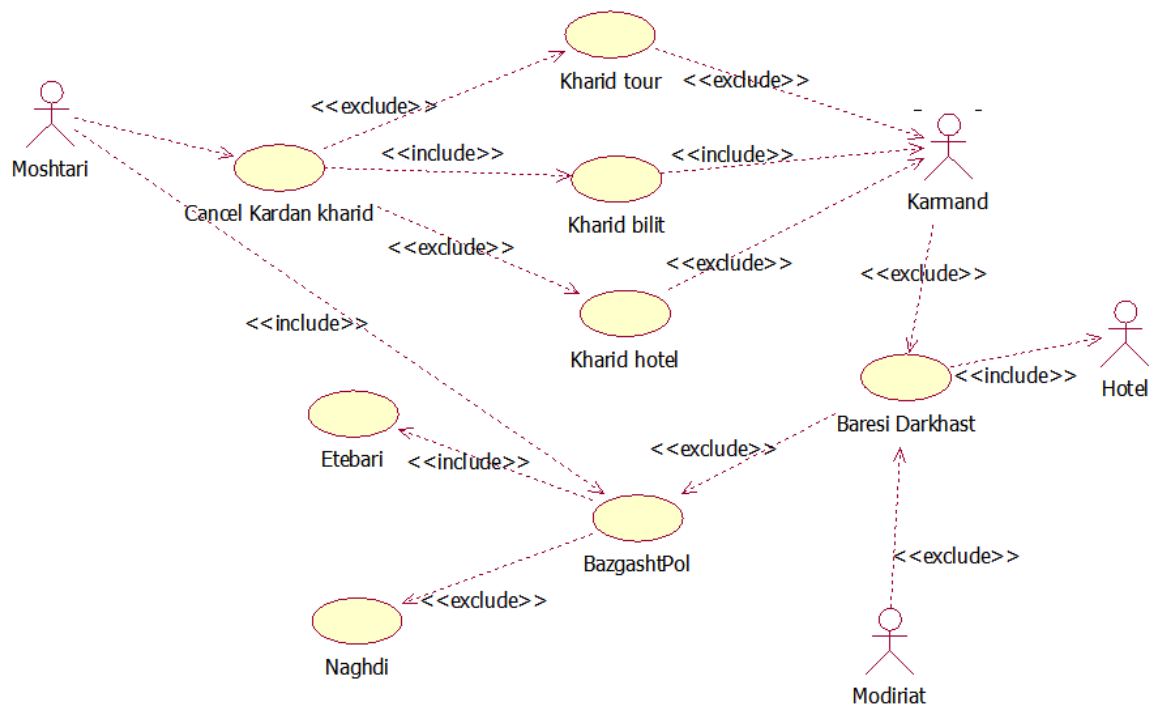 Kharid tour
<<exclude>>
<<exclude>>
Moshtari
<<include>>
<<include>>
Cancel Kardan kharid
Kharid bilit
Karmand
<<exclude>>
<<exclude>>
<<exclude>>
<<include>>
Kharid hotel
<<include>>
Hotel
Baresi Darkhast
<<exclude>>
Etebari
<<include>>
BazgashtPol
<<exclude>>
<<exclude>>
Naghdi
Modiriat